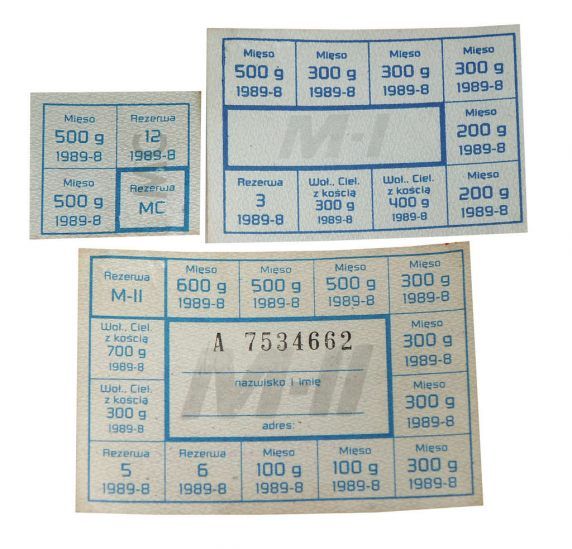 Mięso
500 g
1989-8
Rezerwa
12
1989-8
Mięso
500 g
1989-8
Rezerwa
MC
Mięso
500 g
1989-8
Mięso
300 g
1989-8
Mięso
300 g
1989-8
Mięso
300 g
1989-8
M-I
Mięso
200 g
1989-8
Rezerwa
3
1989-8
Woł., Ciel.
z kością
300 g
1989-8
Woł., Ciel.
z kością
400 g
1989-8
Mięso
200 g
1989-8
Rezerwa
M-II
Mięso
600 g
1989-8
Mięso
500 g
1989-8
Mięso
500 g
1989-8
Mięso
300 g
1989-8
Woł., Ciel.
z kością
700 g
1989-8
A 7534662
nazwisko i imię
M-II
adres:
Mięso
300 g
1989-8
Woł., Ciel.
z kością
300 g
1989-8
Mięso
300 g
1989-8
Rezerwa
5
1989-8
Rezerwa
6
1989-8
Mięso
100 g
1989-8
Mięso
100 g
1989-8
Mięso
300 g
1989-8